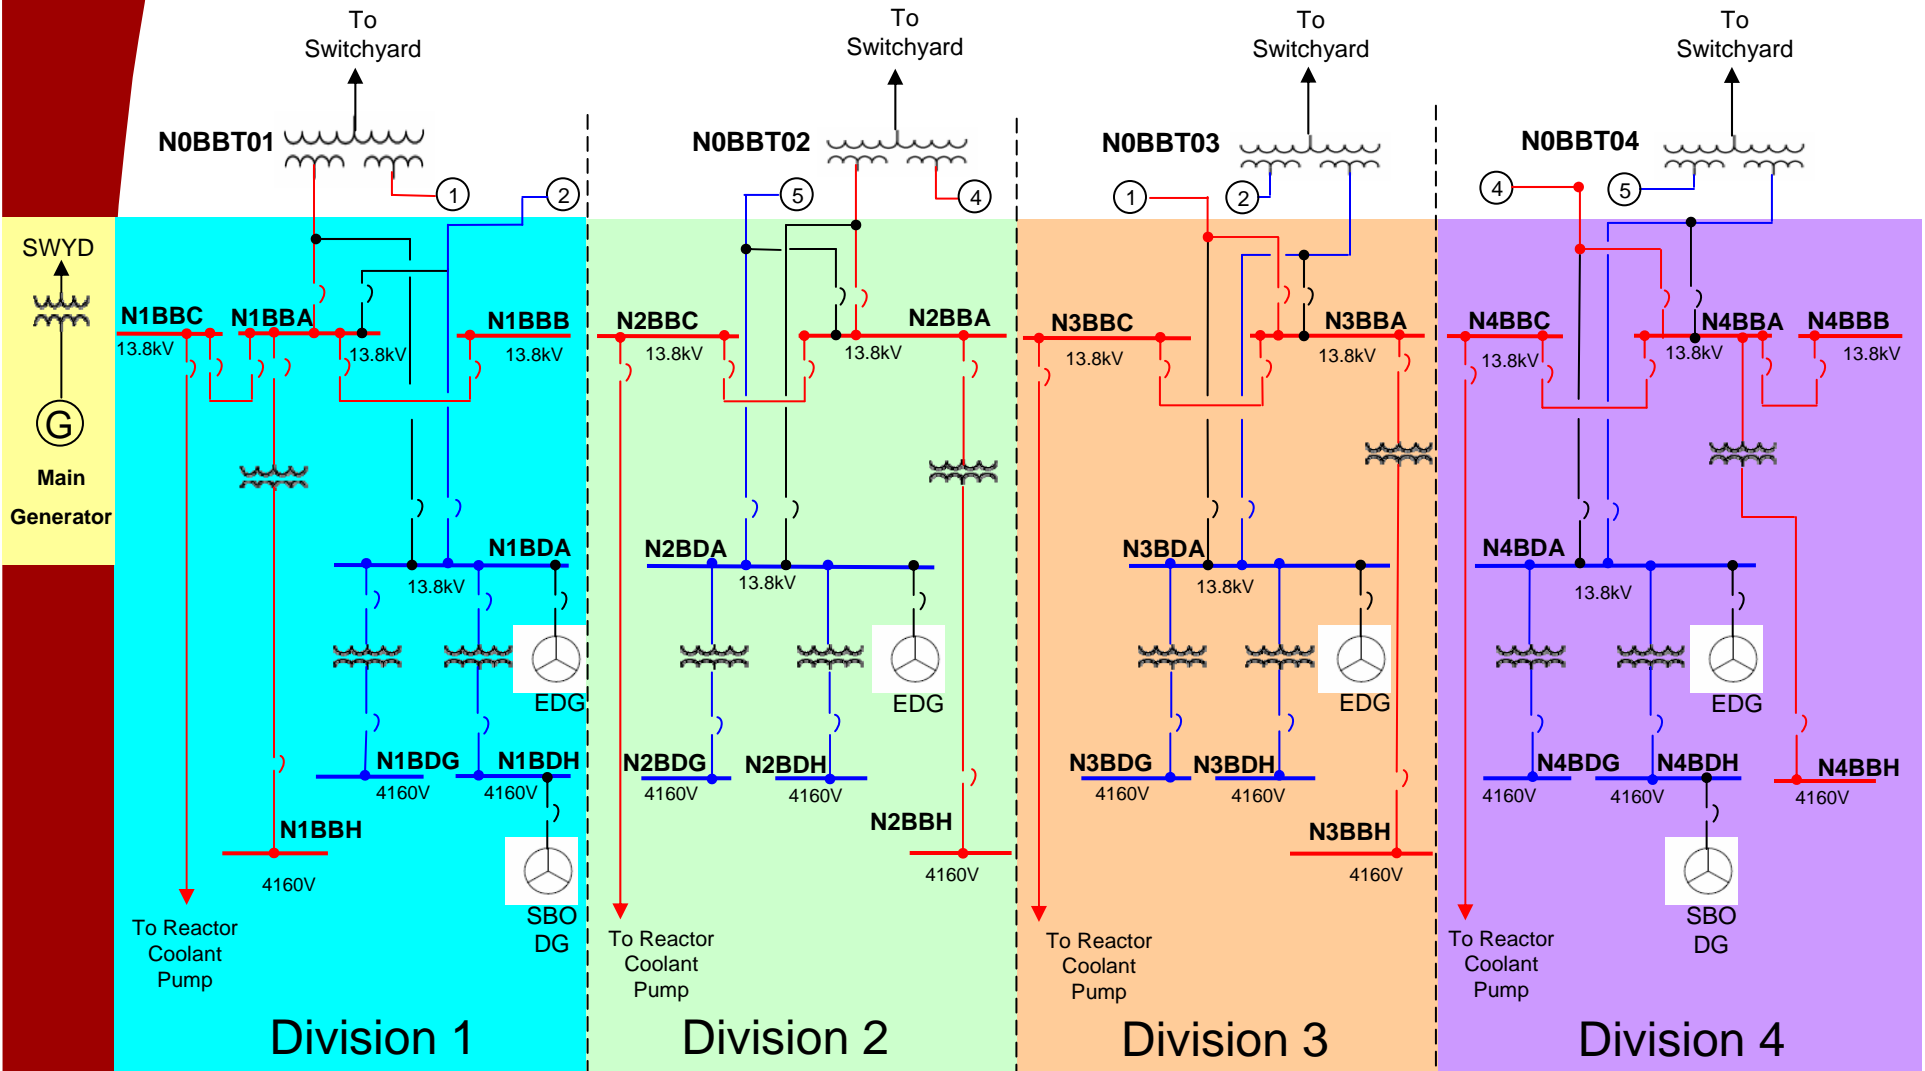 To
Switchyard
To
Switchyard
To
Switchyard
To
Switchyard
N0BBT01
N0BBT02
N0BBT03
N0BBT04
1
2
5
4
1
2
4
5
SWYD
G
Main
Generator
N1BBC
13.8kV
N1BBA
13.8kV
N1BBB
13.8kV
N1BDA
13.8kV
EDG
N1BDG
4160V
N1BDH
4160V
N1BBH
4160V
SBO
DG
To Reactor
Coolant
Pump
Division 1
N2BBC
13.8kV
N2BBA
13.8kV
N2BDA
13.8kV
EDG
N2BDG
4160V
N2BDH
4160V
N2BBH
4160V
To Reactor
Coolant
Pump
Division 2
N3BBC
13.8kV
N3BBA
13.8kV
N3BDA
13.8kV
EDG
N3BDG
4160V
N3BDH
4160V
N3BBH
4160V
To Reactor
Coolant
Pump
Division 3
N4BBC
13.8kV
N4BBA
13.8kV
N4BBB
13.8kV
N4BDA
13.8kV
EDG
N4BDG
4160V
N4BDH
4160V
N4BBH
4160V
SBO
DG
To Reactor
Coolant
Pump
Division 4